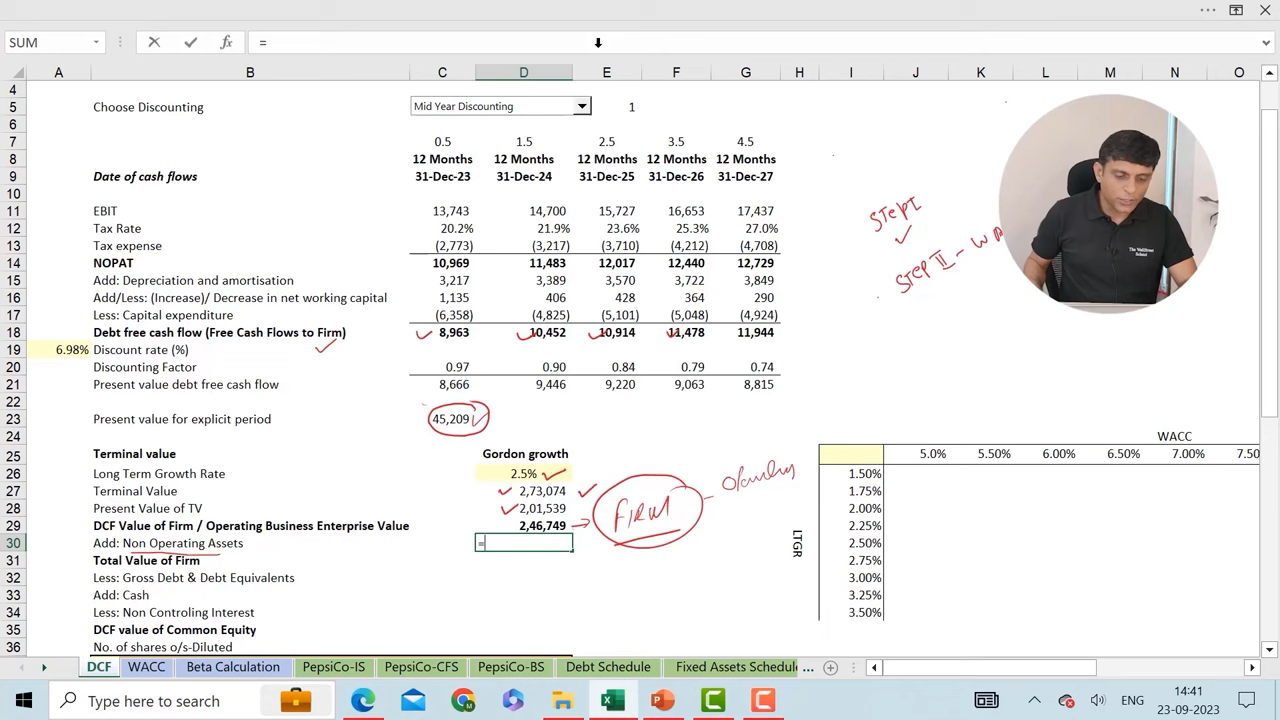 SUM =
A B C D E F G H I J K L M N O
4
5 Choose Discounting Mid Year Discounting 1
6
7 0.5 1.5 2.5 3.5 4.5
8 12 Months 12 Months 12 Months 12 Months 12 Months
9 Date of cash flows 31-Dec-23 31-Dec-24 31-Dec-25 31-Dec-26 31-Dec-27
10
11 EBIT 13,743 14,700 15,727 16,653 17,437
12 Tax Rate 20.2% 21.9% 23.6% 25.3% 27.0%
STEP I
13 Tax expense (2,773) (3,217) (3,710) (4,212) (4,708)
14 NOPAT 10,969 11,483 12,017 12,440 12,729
STEP II -
The WallStreet School
15 Add: Depreciation and amortisation 3,217 3,389 3,570 3,722 3,849
16 Add/Less: (Increase)/ Decrease in net working capital 1,135 406 428 364 290
17 Less: Capital expenditure (6,358) (4,825) (5,101) (5,048) (4,924)
18 Debt free cash flow (Free Cash Flows to Firm) 8,963 10,452 10,914 11,478 11,944
19 6.98% Discount rate (%)
20 Discounting Factor 0.97 0.90 0.84 0.79 0.74
21 Present value debt free cash flow 8,666 9,446 9,220 9,063 8,815
22
23 Present value for explicit period 45,209
24 WACC
25 Terminal value Gordon growth 5.0% 5.50% 6.00% 6.50% 7.00% 7.50
26 Long Term Growth Rate 2.5% 1.50%
27 Terminal Value 2,73,074 1.75%
28 Present Value of TV 2,01,539 FIRM 2.00%
29 DCF Value of Firm / Operating Business Enterprise Value 2,46,749 2.25%
30 Add: Non Operating Assets = LTGR 2.50%
31 Total Value of Firm 2.75%
32 Less: Gross Debt & Debt Equivalents 3.00%
33 Add: Cash 3.25%
34 Less: Non Controling Interest 3.50%
35 DCF value of Common Equity
36 No. of shares o/s-Diluted
DCF WACC Beta Calculation PepsiCo-IS PepsiCo-CFS PepsiCo-BS Debt Schedule Fixed Assets Schedul ...
Type here to search ENG 14:41
23-09-2023